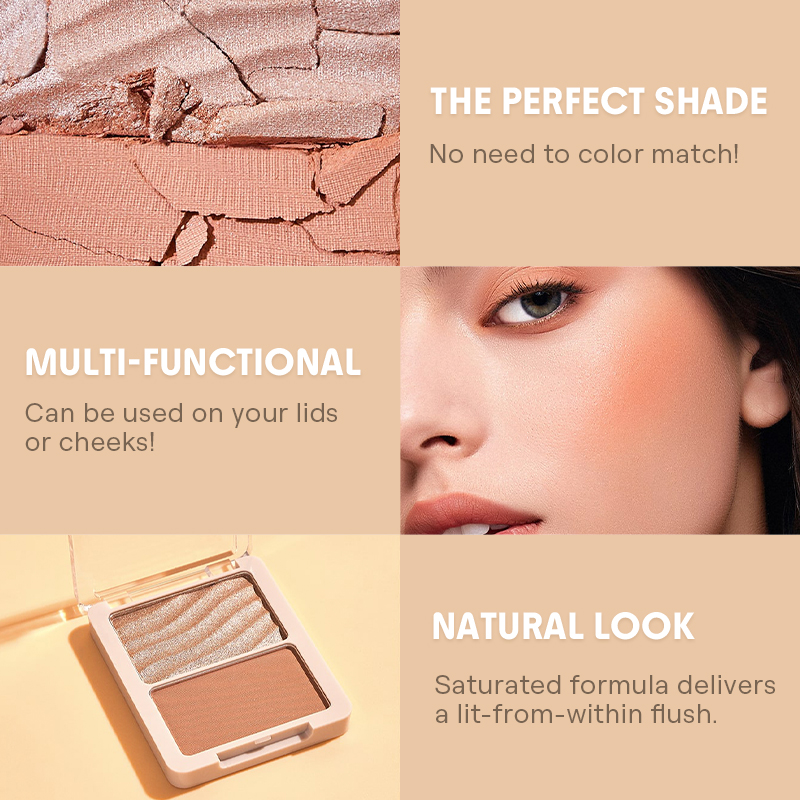 THE PERFECT SHADE
No need to color match!
MULTI-FUNCTIONAL
Can be used on your lids
or cheeks!
NATURAL LOOK
Saturated formula delivers
a lit-from-within flush.